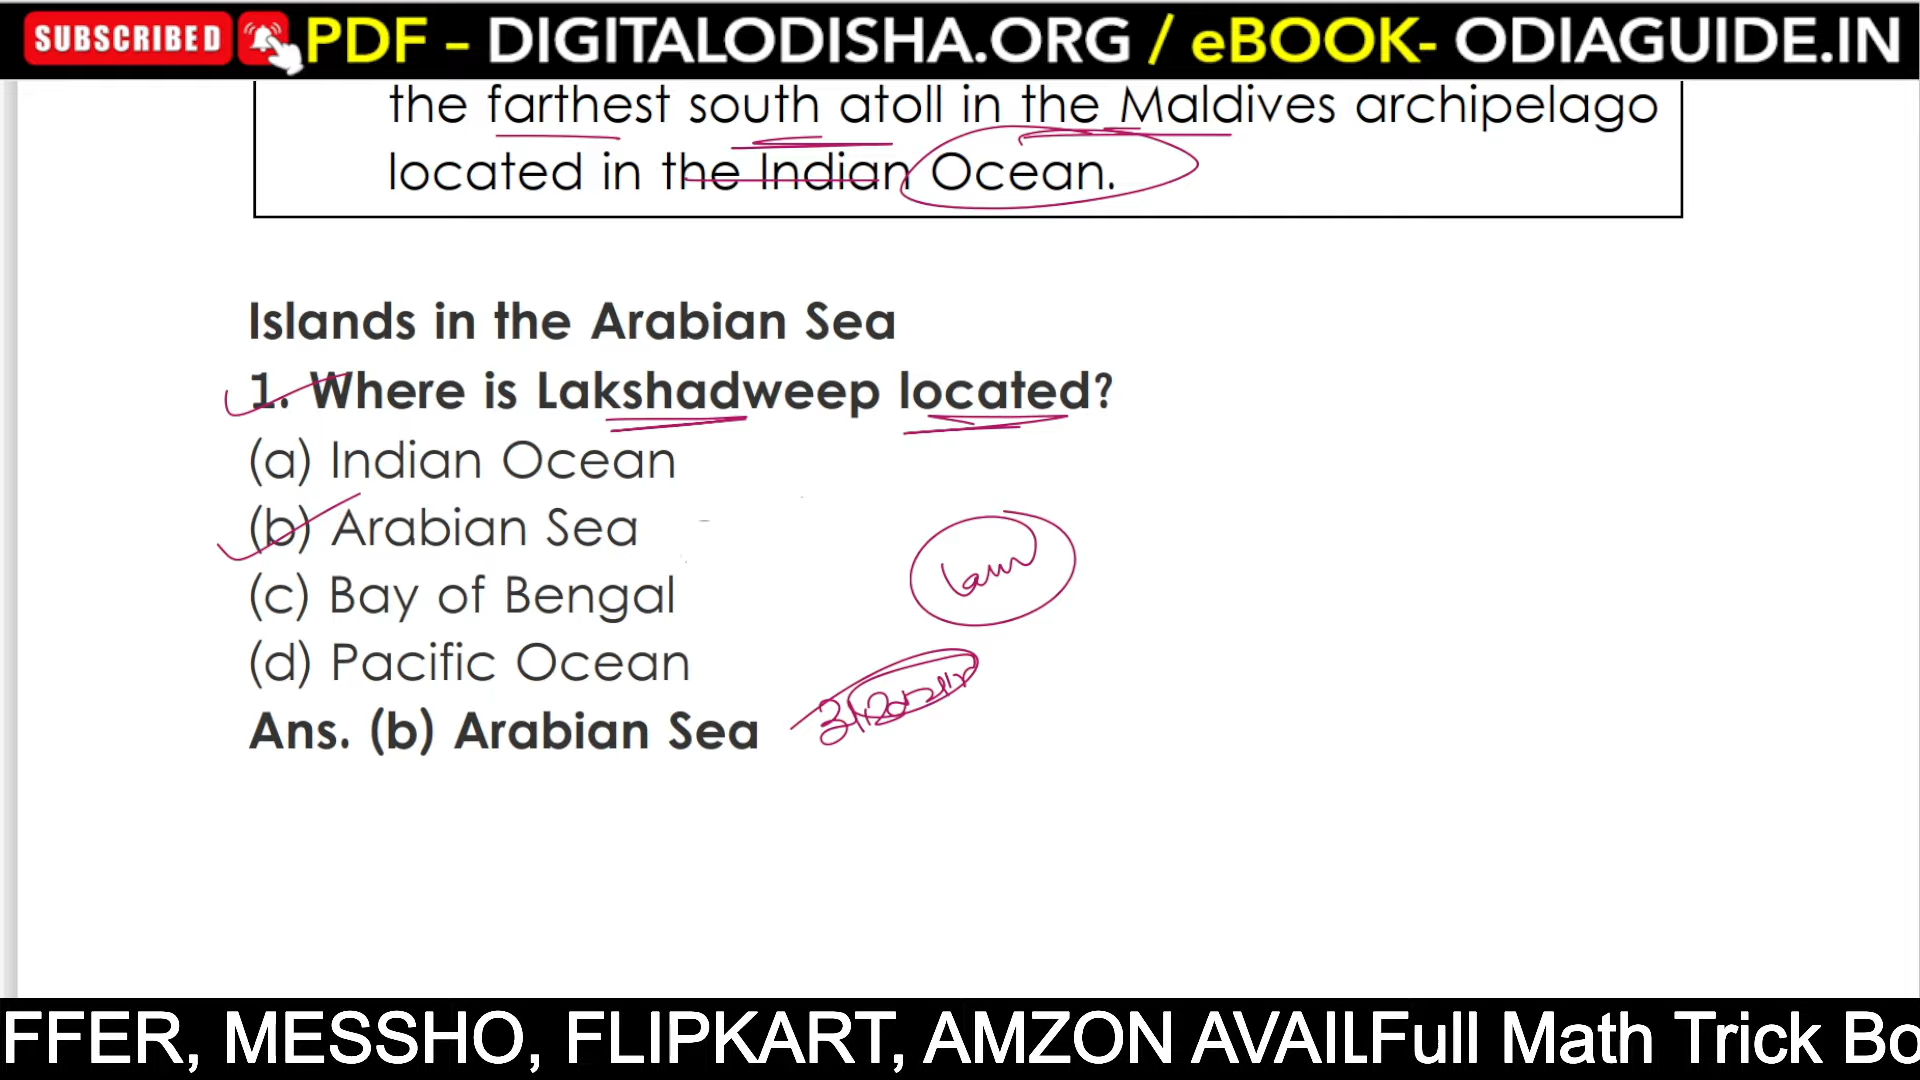 SUBSCRIBED PDF - DIGITALODISHA.ORG / eBOOK- ODIAGUIDE.IN
the farthest south atoll in the Maldives archipelago
located in the Indian Ocean.
Islands in the Arabian Sea
1. Where is Lakshadweep located?
(a) Indian Ocean
(b) Arabian Sea
(c) Bay of Bengal
(d) Pacific Ocean
Ans. (b) Arabian Sea
FFER, MESSHO, FLIPKART, AMZON AVAILFull Math Trick Bo